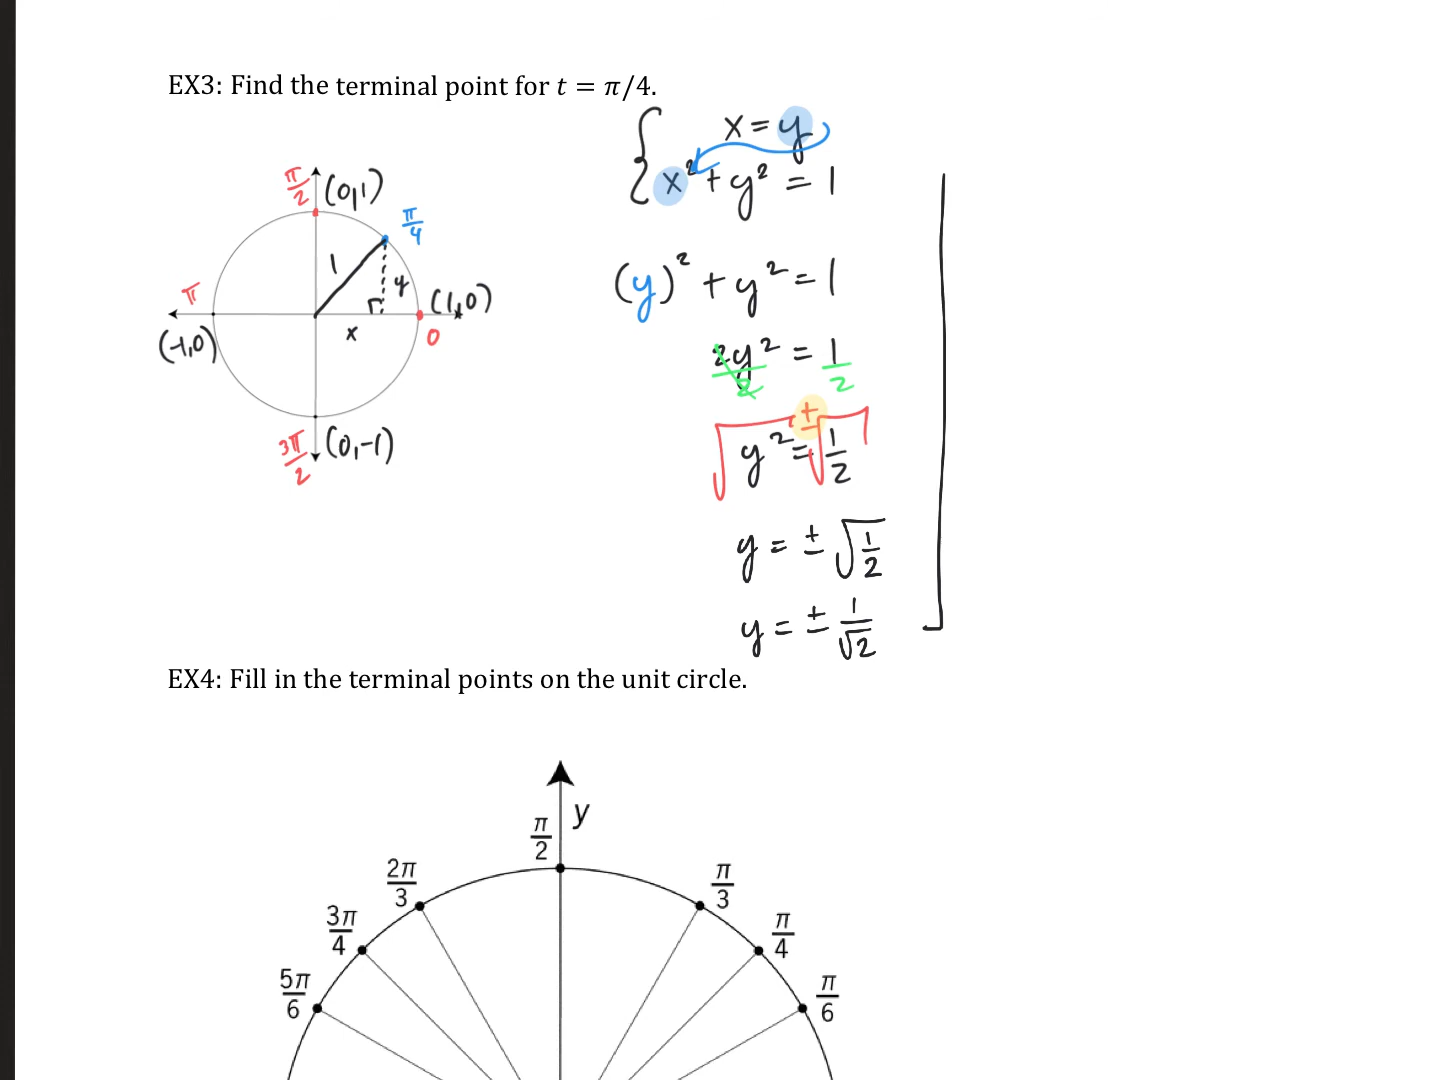 EX3: Find the terminal point for t = π/4.
x = y
x² + y² = 1
π/2 (0,1)
π/4
1
y
π
(1,0)
x
0
(-1,0)
3π/2 (0,-1)
(y)² + y² = 1
2y²/2 = 1/2
√y² = ±√1/2
y = ± √1/2
y = ± 1/√2
EX4: Fill in the terminal points on the unit circle.
y
π/2
2π/3
π/3
3π/4
π/4
5π/6
π/6